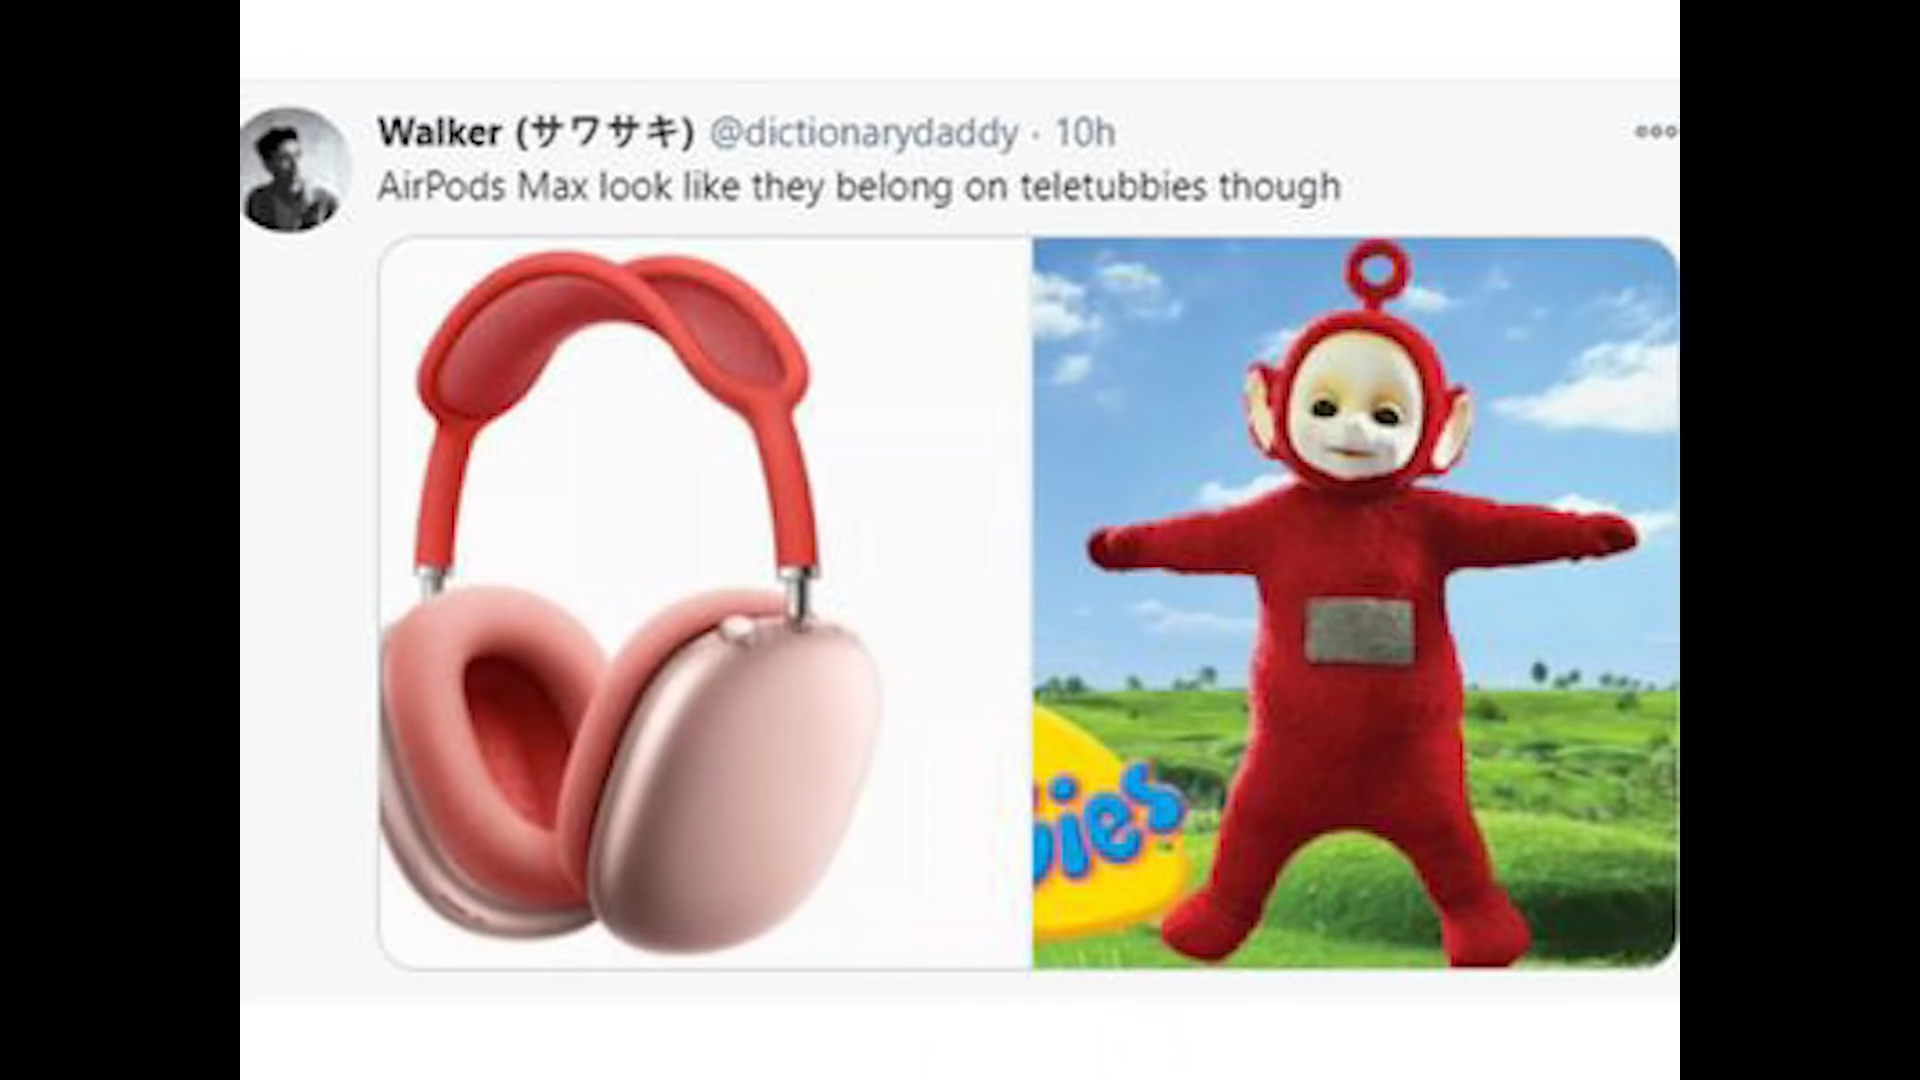 Walker (サワサキ) @dictionarydaddy · 10h
AirPods Max look like they belong on teletubbies though
bies